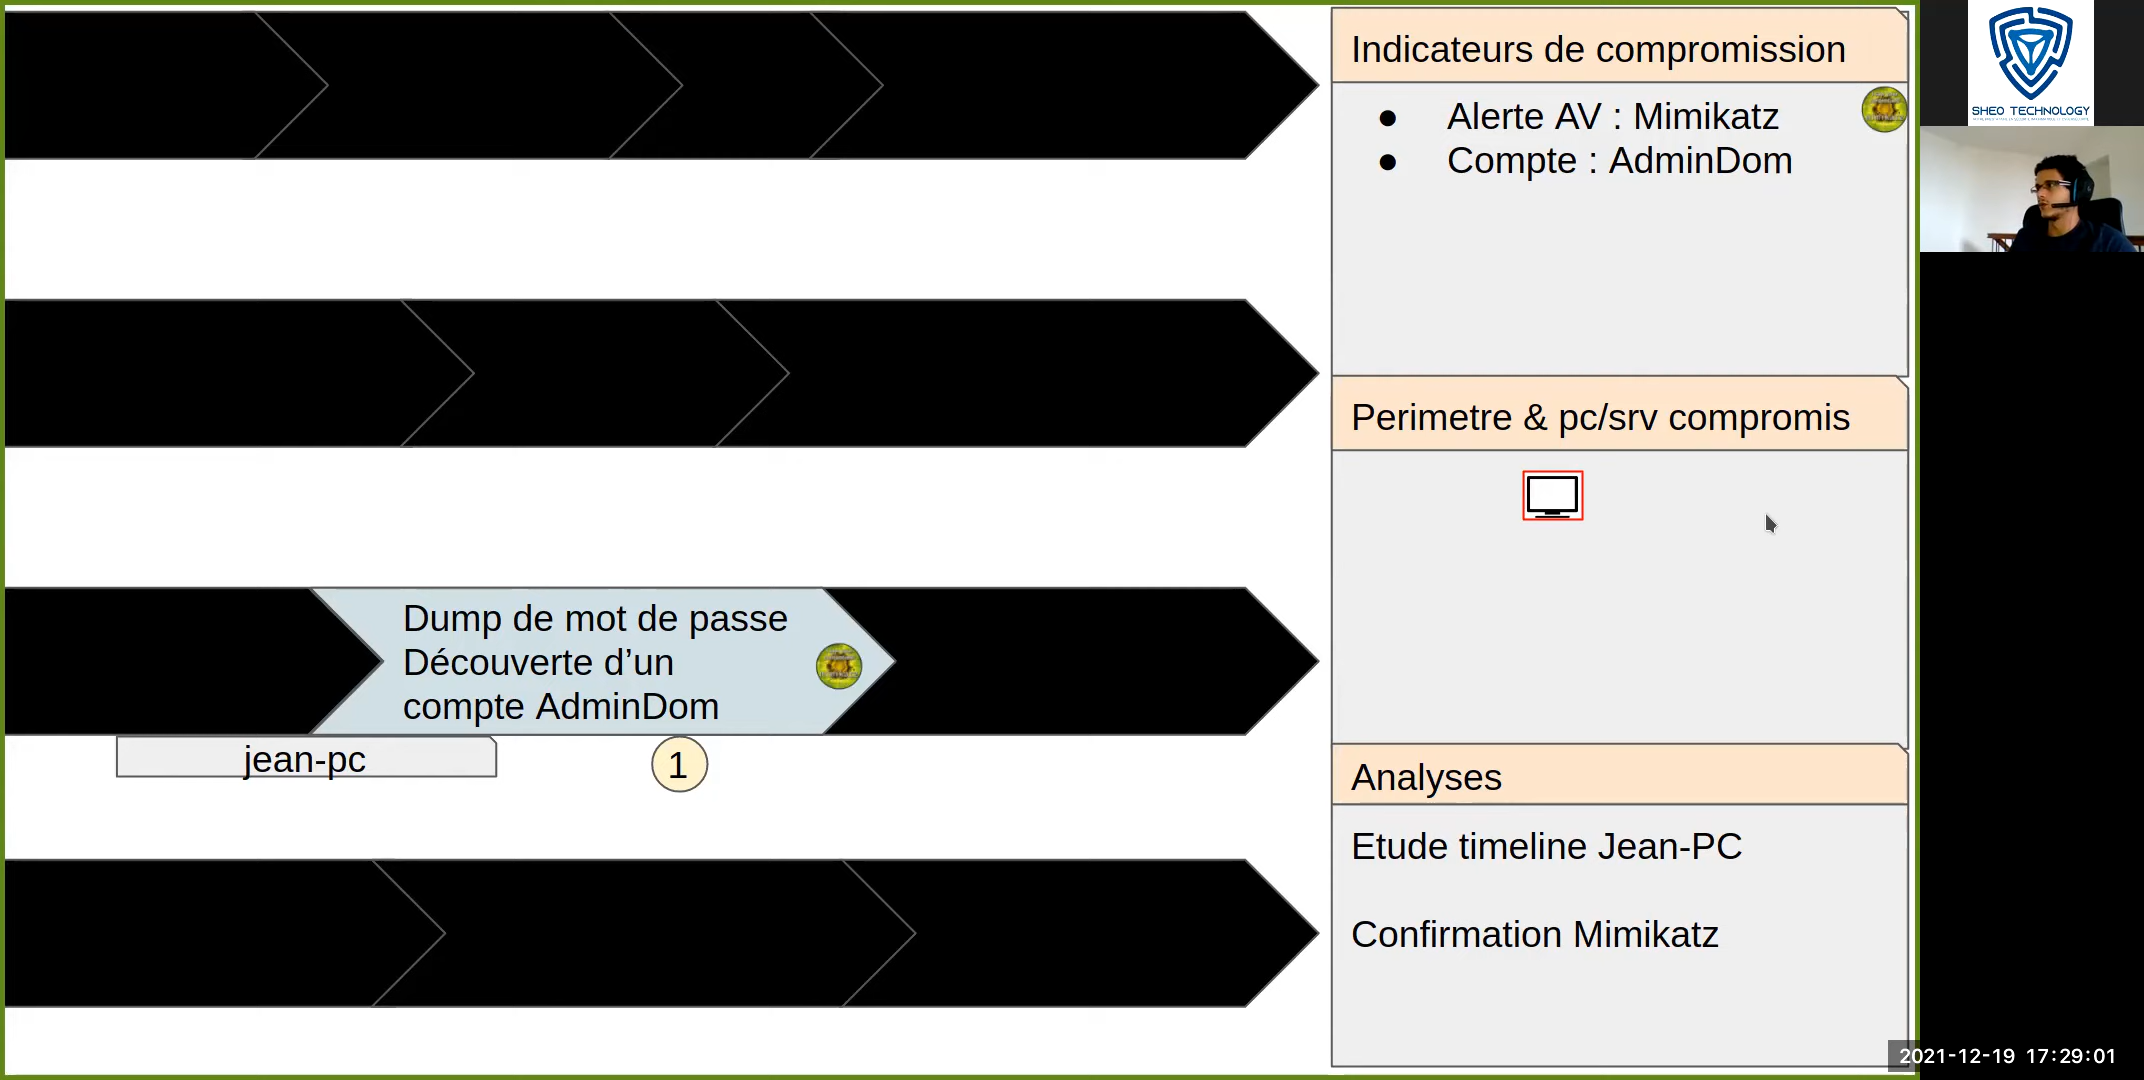 Indicateurs de compromission
● Alerte AV : Mimikatz
● Compte : AdminDom
Perimetre & pc/srv compromis
Dump de mot de passe
Découverte d’un
compte AdminDom
jean-pc
1
Analyses
Etude timeline Jean-PC
Confirmation Mimikatz
SHEO TECHNOLOGY
2021-12-19 17:29:01